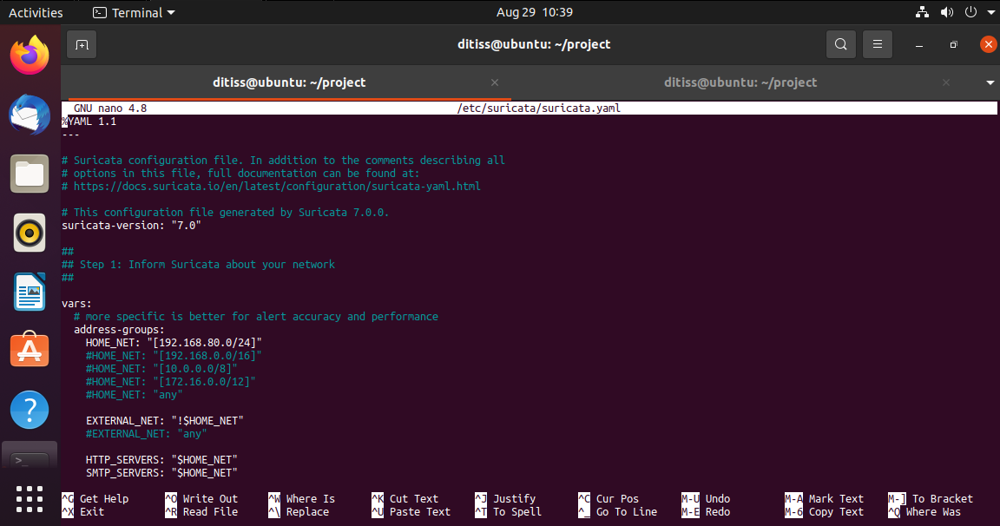 Activities Terminal Aug 29 10:39
ditiss@ubuntu: ~/project
ditiss@ubuntu: ~/project ditiss@ubuntu: ~/project
GNU nano 4.8 /etc/suricata/suricata.yaml
%YAML 1.1
---
# Suricata configuration file. In addition to the comments describing all
# options in this file, full documentation can be found at:
# https://docs.suricata.io/en/latest/configuration/suricata-yaml.html
# This configuration file generated by Suricata 7.0.0.
suricata-version: "7.0"
##
## Step 1: Inform Suricata about your network
##
vars:
# more specific is better for alert accuracy and performance
address-groups:
HOME_NET: "[192.168.80.0/24]"
#HOME_NET: "[192.168.0.0/16]"
#HOME_NET: "[10.0.0.0/8]"
#HOME_NET: "[172.16.0.0/12]"
#HOME_NET: "any"
EXTERNAL_NET: "!$HOME_NET"
#EXTERNAL_NET: "any"
HTTP_SERVERS: "$HOME_NET"
SMTP_SERVERS: "$HOME_NET"
^G Get Help ^O Write Out ^W Where Is ^K Cut Text ^J Justify ^C Cur Pos M-U Undo M-A Mark Text M-] To Bracket
^X Exit ^R Read File ^\ Replace ^U Paste Text ^T To Spell ^_ Go To Line M-E Redo M-6 Copy Text ^Q Where Was